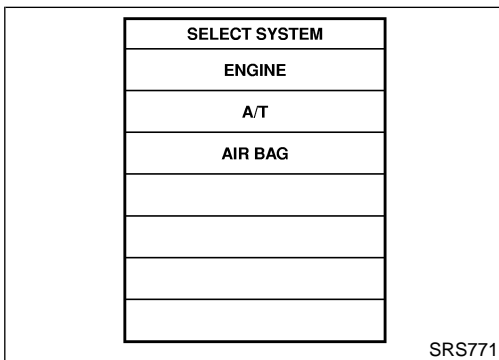 SELECT SYSTEM
ENGINE
A/T
AIR BAG
SRS771